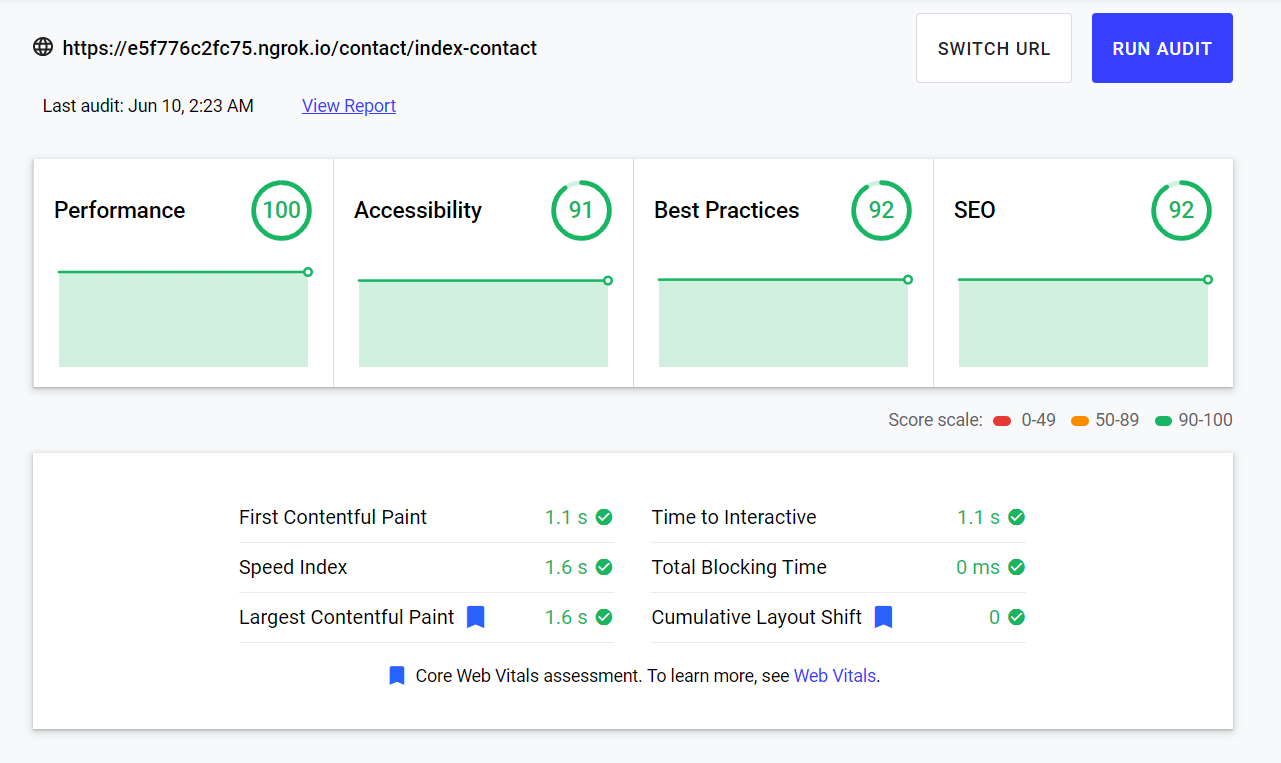 https://e5f776c2fc75.ngrok.io/contact/index-contact
SWITCH URL
RUN AUDIT
Last audit: Jun 10, 2:23 AM
View Report
Performance
100
Accessibility
91
Best Practices
92
SEO
92
Score scale: 0-49 50-89 90-100
First Contentful Paint 1.1 s
Time to Interactive 1.1 s
Speed Index 1.6 s
Total Blocking Time 0 ms
Largest Contentful Paint 1.6 s
Cumulative Layout Shift 0
Core Web Vitals assessment. To learn more, see Web Vitals.